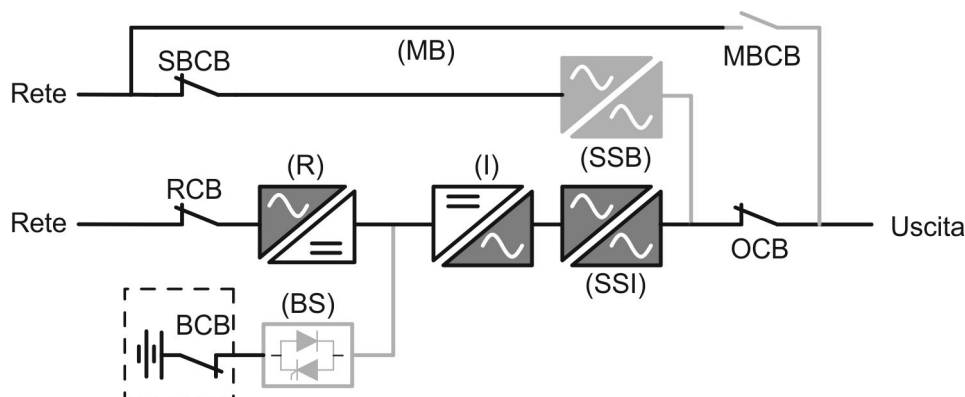 (MB)
MBCB
SBCB
Rete
(SSB)
(R)
(I)
RCB
Rete
Uscita
OCB
(SSI)
(BS)
BCB